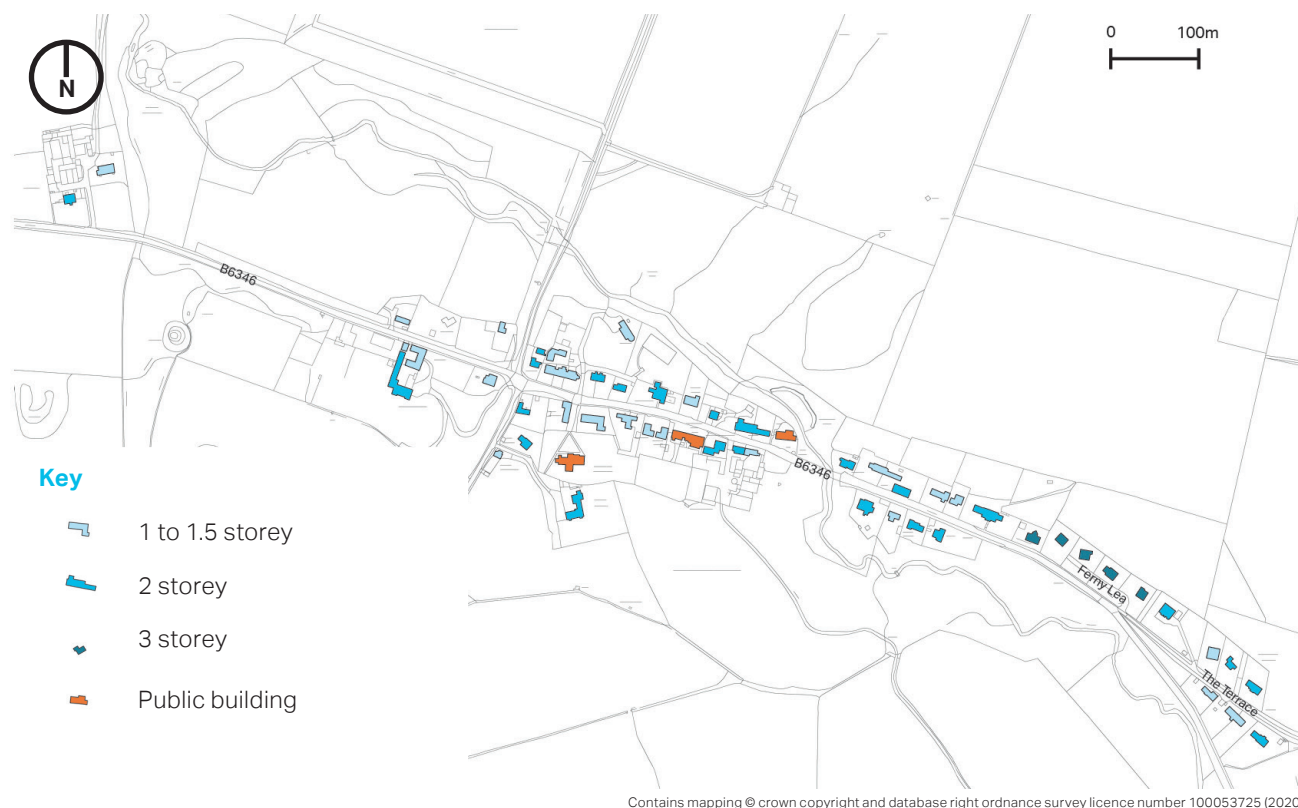 N
0 100m
B6346
B6346
Ferny Lea
The Terrace
Key
1 to 1.5 storey
2 storey
3 storey
Public building
Contains mapping © crown copyright and database right ordnance survey licence number 100053725 (2020